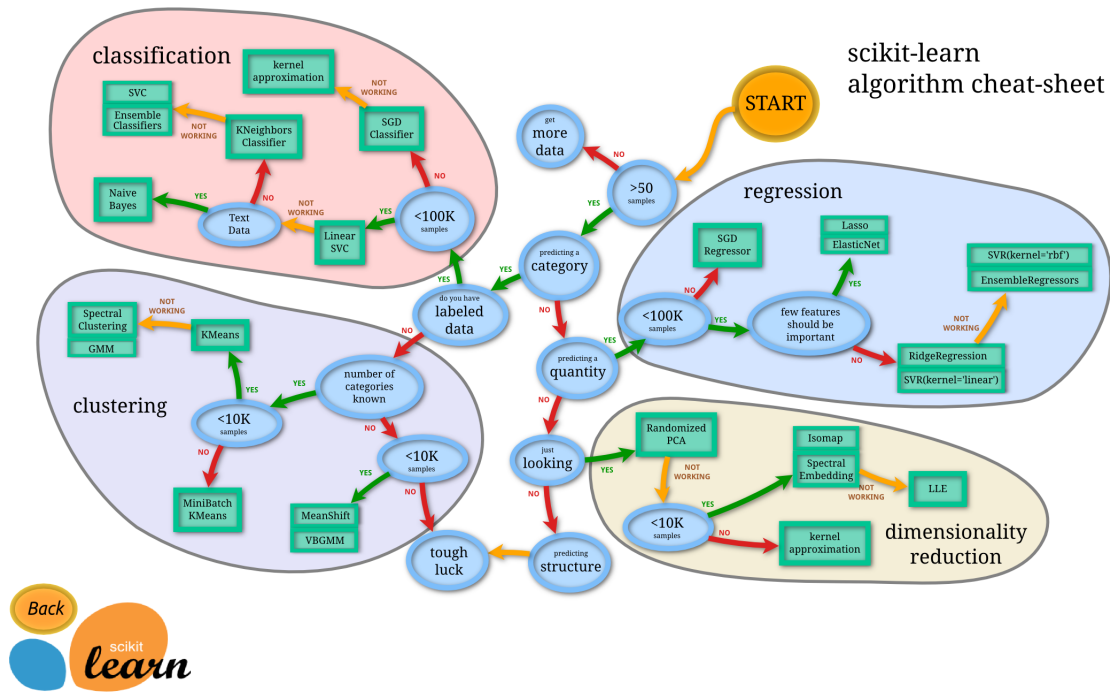 classification
scikit-learn
algorithm cheat-sheet
START
kernel
approximation
NOT
WORKING
SVC
Ensemble
Classifiers
NOT
WORKING
KNeighbors
Classifier
SGD
Classifier
NO
NO
Naive
Bayes
YES
Text
Data
NOT
WORKING
Linear
SVC
YES
<100K
samples
get
more
data
NO
>50
samples
YES
predicting a
category
YES
NO
do you have
labeled
data
YES
NO
regression
SGD
Regressor
NO
<100K
samples
YES
Lasso
ElasticNet
YES
few features
should be
important
NO
SVR(kernel='rbf')
EnsembleRegressors
NOT
WORKING
RidgeRegression
SVR(kernel='linear')
predicting a
quantity
YES
NO
clustering
Spectral
Clustering
GMM
NOT
WORKING
KMeans
YES
number of
categories
known
YES
NO
<10K
samples
NO
MiniBatch
KMeans
<10K
samples
YES
NO
MeanShift
VBGMM
just
looking
YES
NO
Randomized
PCA
NOT
WORKING
<10K
samples
YES
NO
Isomap
Spectral
Embedding
NOT
WORKING
LLE
kernel
approximation
dimensionality
reduction
tough
luck
predicting
structure
Back
scikit
learn